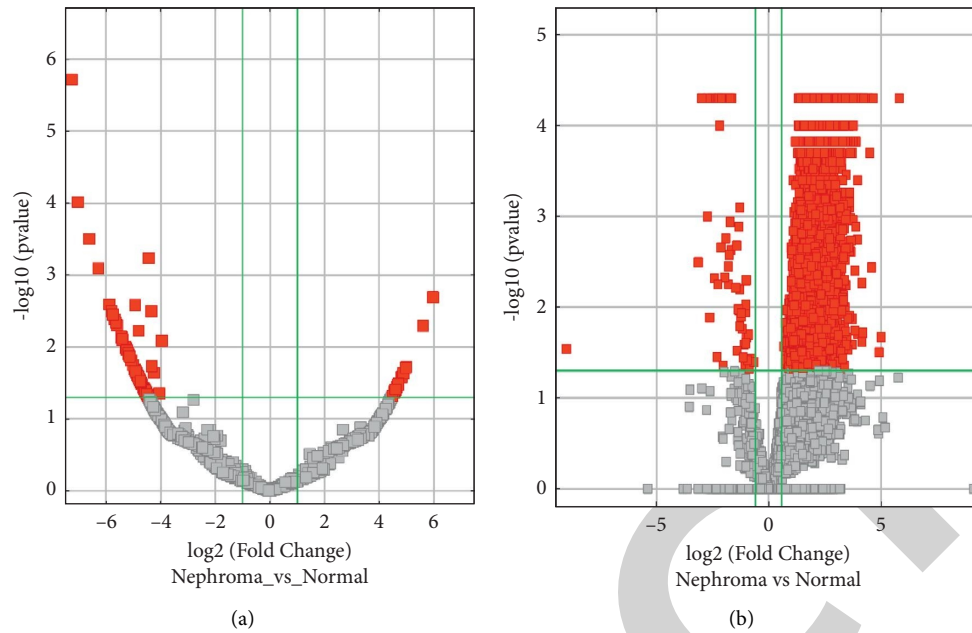 6
5
4
3
2
1
0
-log10 (pvalue)
−6 −4 −2 0 2 4 6
log2 (Fold Change)
Nephroma_vs_Normal
(a)
5
4
3
2
1
0
-log10 (pvalue)
−5 0 5
log2 (Fold Change)
Nephroma vs Normal
(b)